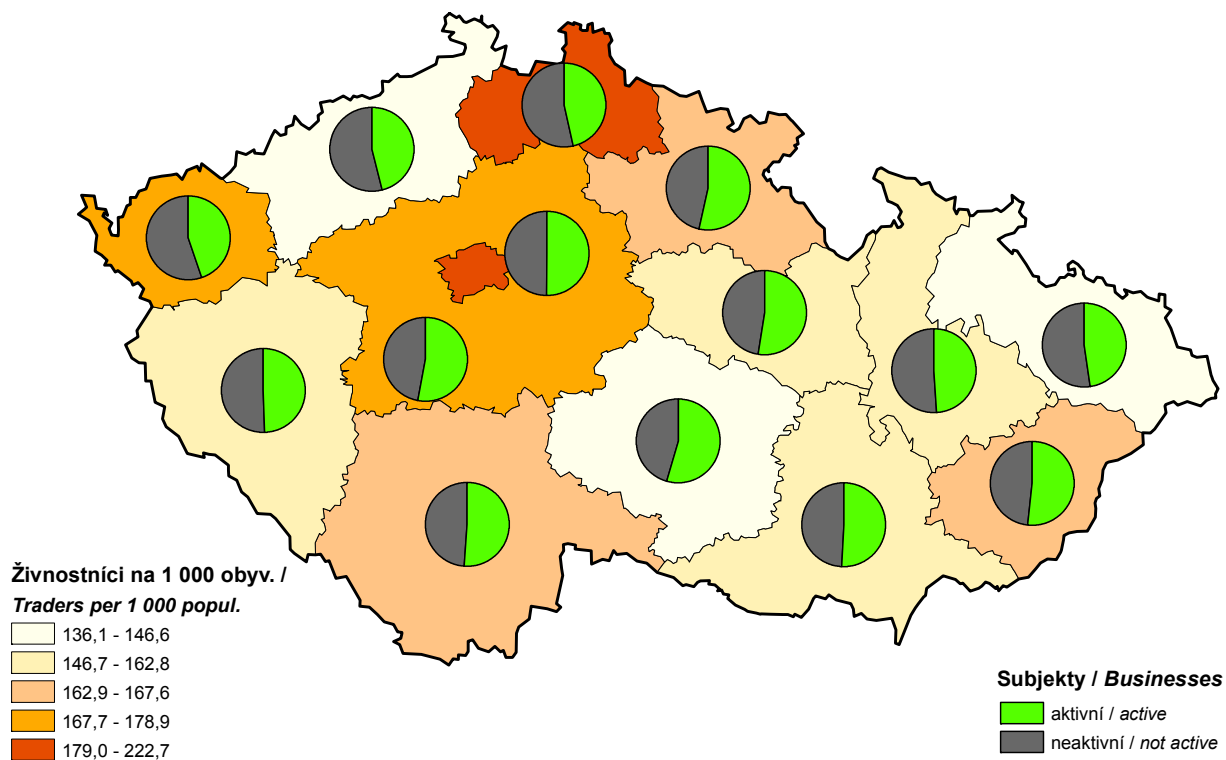 Živnostníci na 1 000 obyv. /
Traders per 1 000 popul.
136,1 - 146,6
146,7 - 162,8
162,9 - 167,6
167,7 - 178,9
179,0 - 222,7
Subjekty / Businesses
aktivní / active
neaktivní / not active